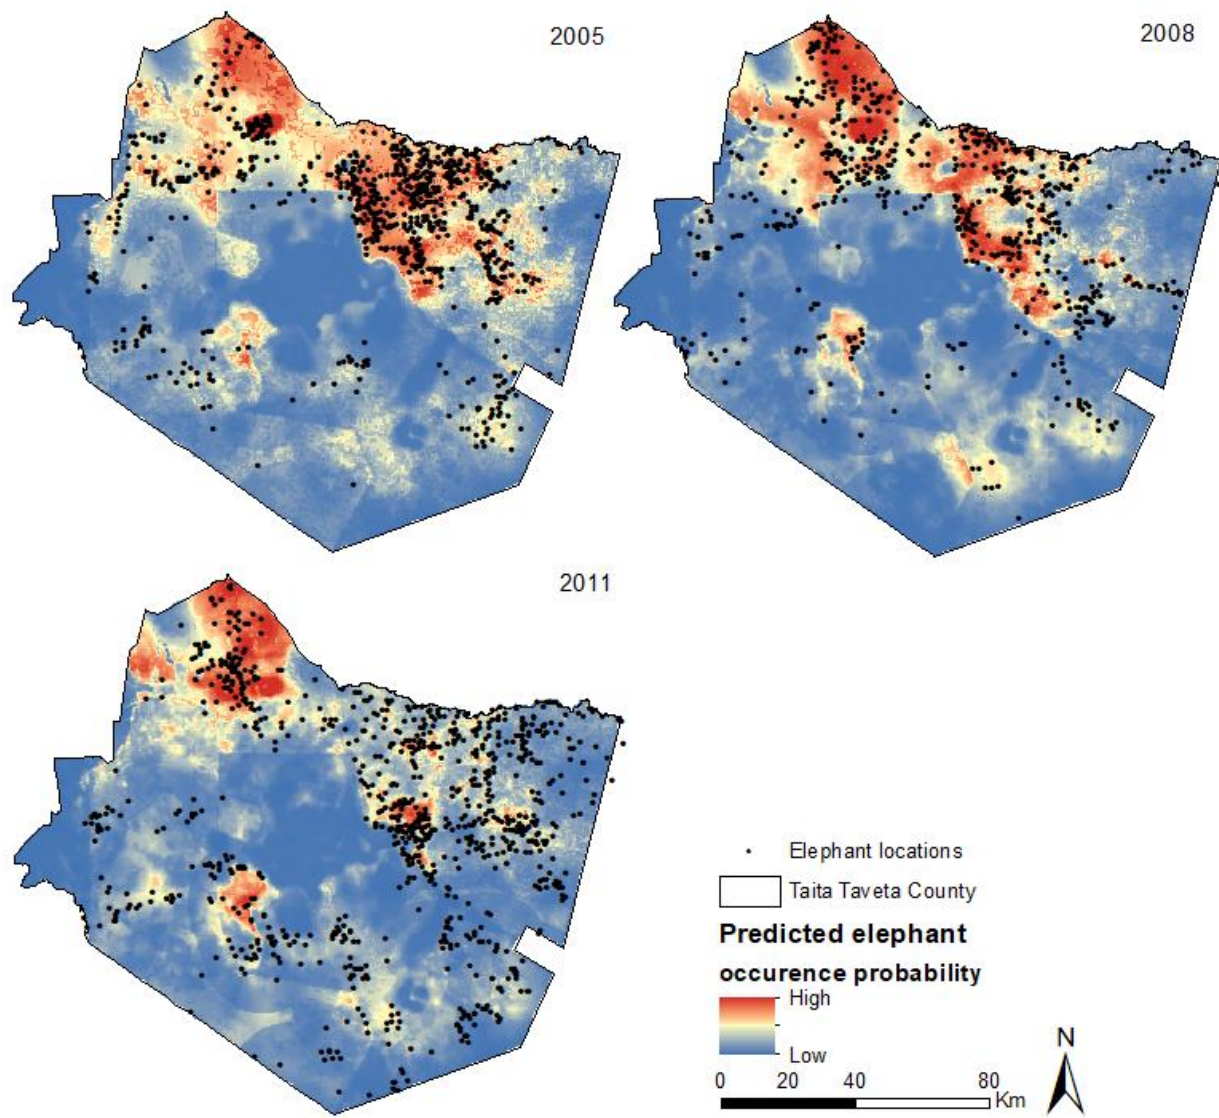 2005
2008
2011
Elephant locations
Taita Taveta County
Predicted elephant
occurence probability
High
Low
N
0 20 40 80
Km